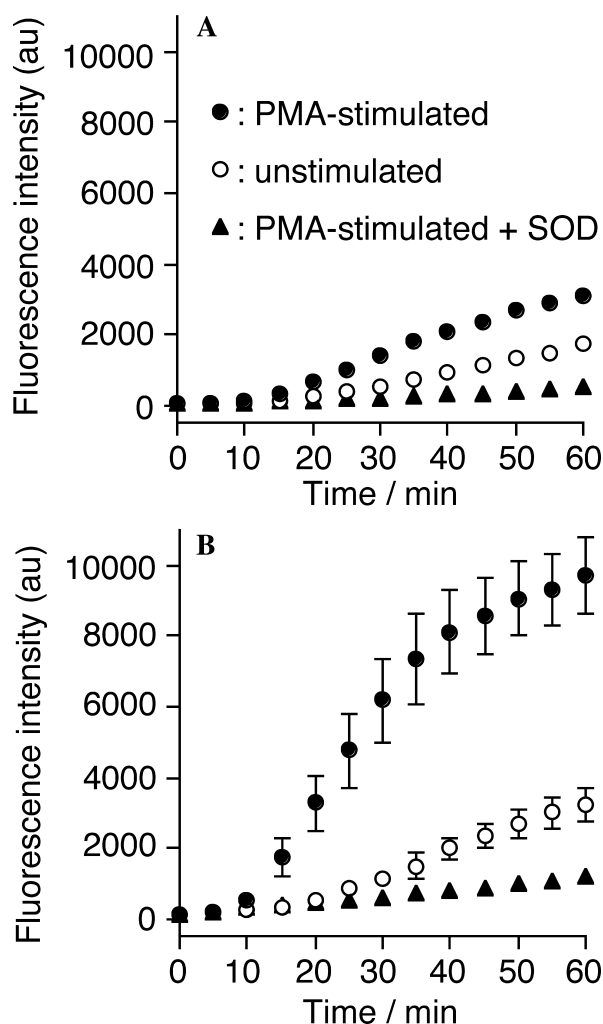 A
Fluorescence intensity (au)
10000
8000
6000
4000
2000
0
: PMA-stimulated
: unstimulated
: PMA-stimulated + SOD
0 10 20 30 40 50 60
Time / min
B
Fluorescence intensity (au)
10000
8000
6000
4000
2000
0
0 10 20 30 40 50 60
Time / min